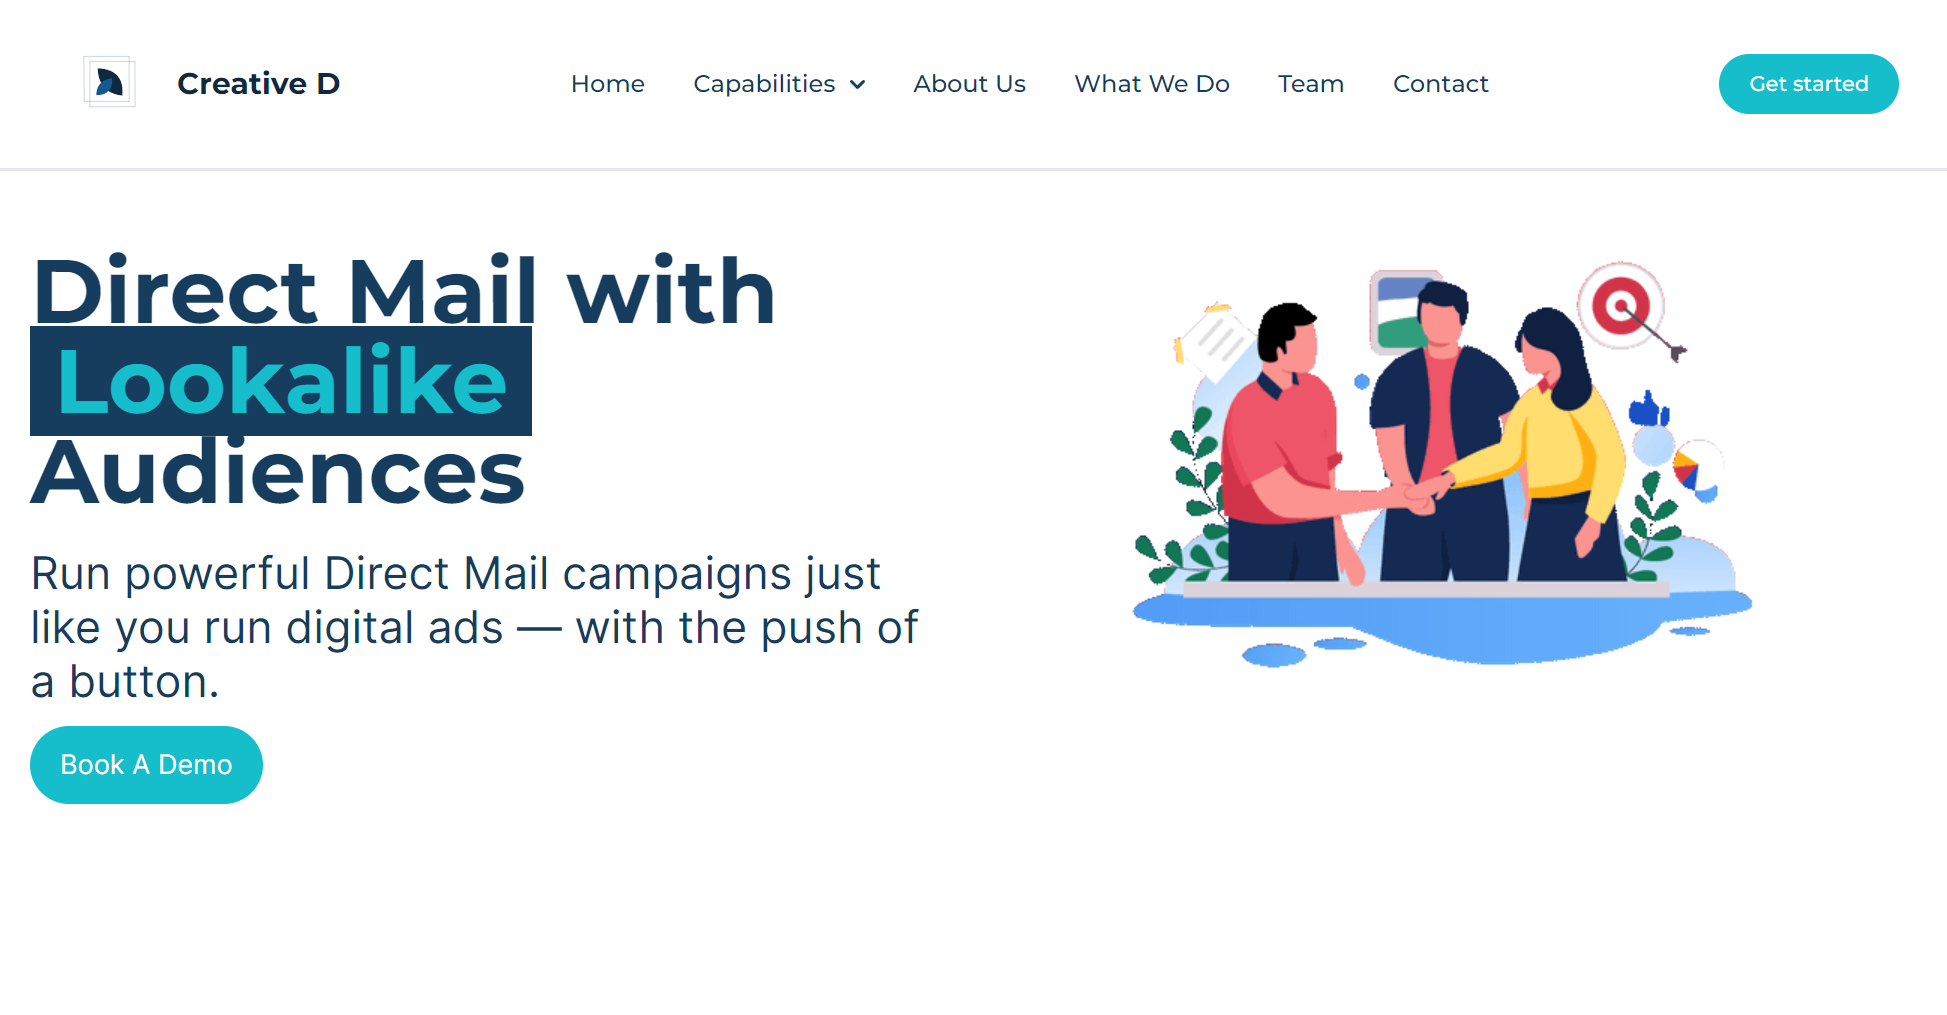 Creative D
Home
Capabilities
About Us
What We Do
Team
Contact
Get started
Direct Mail with
Lookalike
Audiences
Run powerful Direct Mail campaigns just
like you run digital ads — with the push of
a button.
Book A Demo